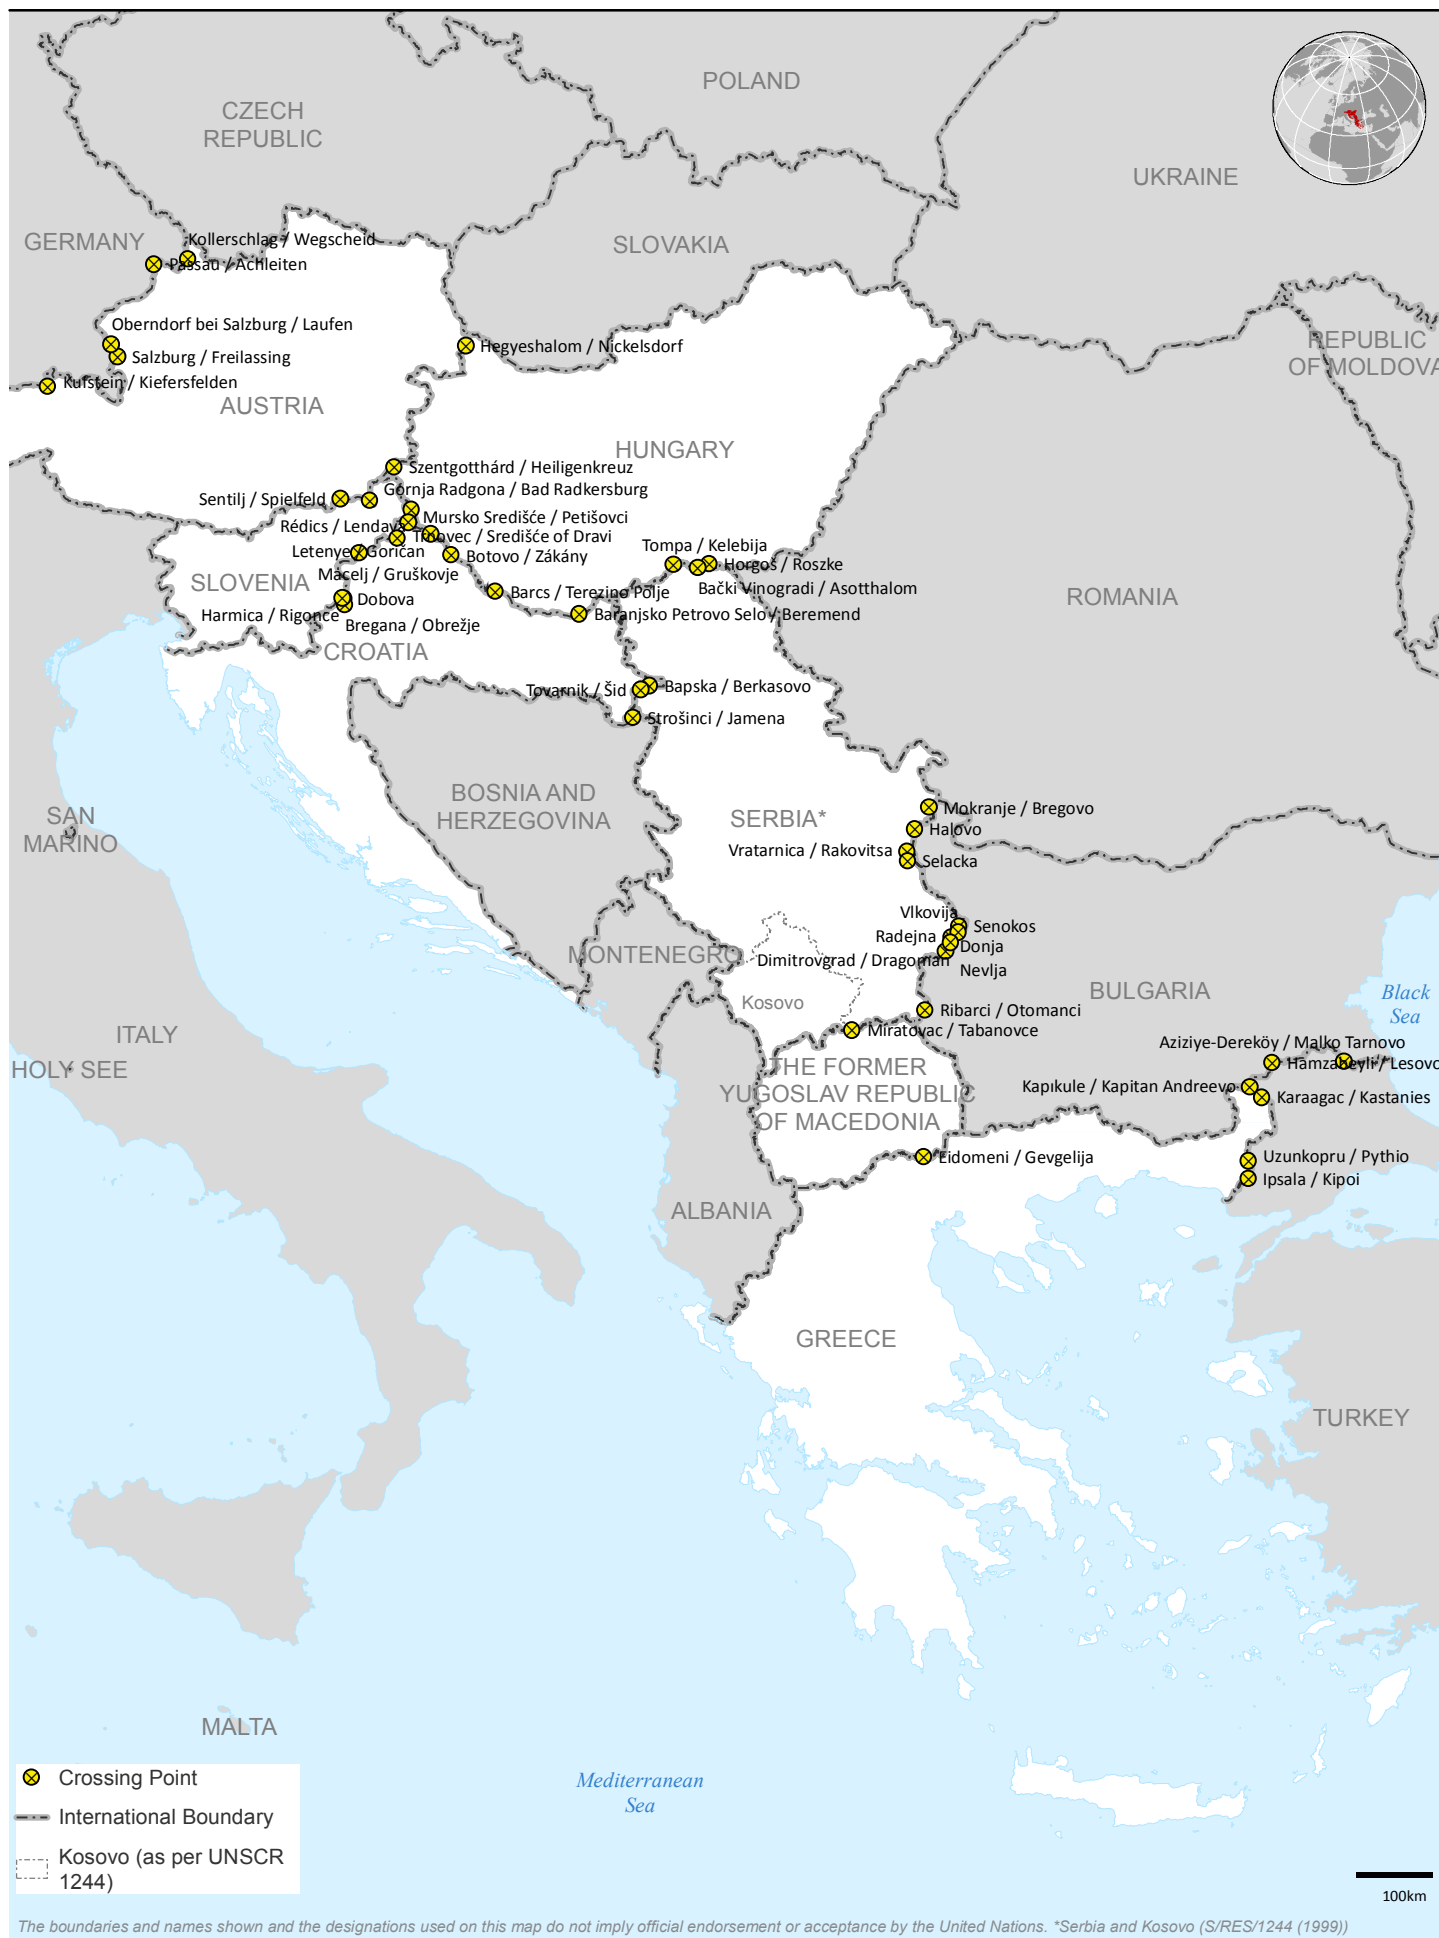 POLAND
CZECH
REPUBLIC
UKRAINE
GERMANY
Kollerschlag / Wegscheid
SLOVAKIA
Passau / Achleiten
Oberndorf bei Salzburg / Laufen
Salzburg / Freilassing
Hegyeshalom / Nickelsdorf
REPUBLIC
OF MOLDOVA
Kufstein / Kiefersfelden
AUSTRIA
HUNGARY
Szentgotthárd / Heiligenkreuz
Gornja Radgona / Bad Radkersburg
Sentilj / Spielfeld
Mursko Središće / Petišovci
Rédics / Lendava
Trnovec / Središće of Dravi
Letenye / Goričan
Botovo / Zákány
Tompa / Kelebija
Horgoš / Roszke
Macelj / Gruškovje
SLOVENIA
Bački Vinogradi / Asotthalom
Barcs / Terezino Polje
ROMANIA
Dobova
Harmica / Rigonce
Baranjsko Petrovo Selo / Beremend
Bregana / Obrežje
CROATIA
Tovarnik / Šid
Bapska / Berkasovo
Strošinci / Jamena
BOSNIA AND
HERZEGOVINA
SAN
MARINO
SERBIA*
Mokranje / Bregovo
Halovo
Vratarnica / Rakovitsa
Selacka
Vlkovija
Senokos
Radejna
Donja
MONTENEGRO
Dimitrovgrad / Dragoman
Nevlja
BULGARIA
Black
Sea
Kosovo
Ribarci / Otomanci
Miratovac / Tabanovce
ITALY
HOLY SEE
Aziziye-Dereköy / Malko Tarnovo
Hamzabeyli / Lesovo
THE FORMER
YUGOSLAV REPUBLIC
OF MACEDONIA
Kapıkule / Kapitan Andreevo
Karaagac / Kastanies
Eidomeni / Gevgelija
Uzunkopru / Pythio
Ipsala / Kipoi
ALBANIA
GREECE
TURKEY
MALTA
Mediterranean
Sea
Crossing Point
International Boundary
Kosovo (as per UNSCR
1244)
100km
The boundaries and names shown and the designations used on this map do not imply official endorsement or acceptance by the United Nations. *Serbia and Kosovo (S/RES/1244 (1999))